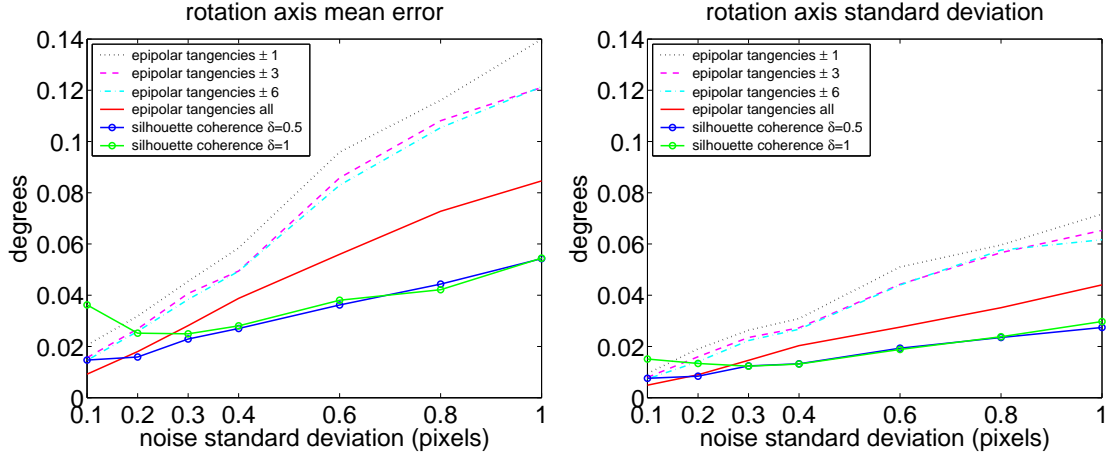 rotation axis mean error
0.14
0.12
0.1
0.08
0.06
0.04
0.02
0
degrees
epipolar tangencies ± 1
epipolar tangencies ± 3
epipolar tangencies ± 6
epipolar tangencies all
silhouette coherence δ=0.5
silhouette coherence δ=1
0.1 0.2 0.3 0.4 0.6 0.8 1
noise standard deviation (pixels)
rotation axis standard deviation
0.14
0.12
0.1
0.08
0.06
0.04
0.02
0
degrees
epipolar tangencies ± 1
epipolar tangencies ± 3
epipolar tangencies ± 6
epipolar tangencies all
silhouette coherence δ=0.5
silhouette coherence δ=1
0.1 0.2 0.3 0.4 0.6 0.8 1
noise standard deviation (pixels)